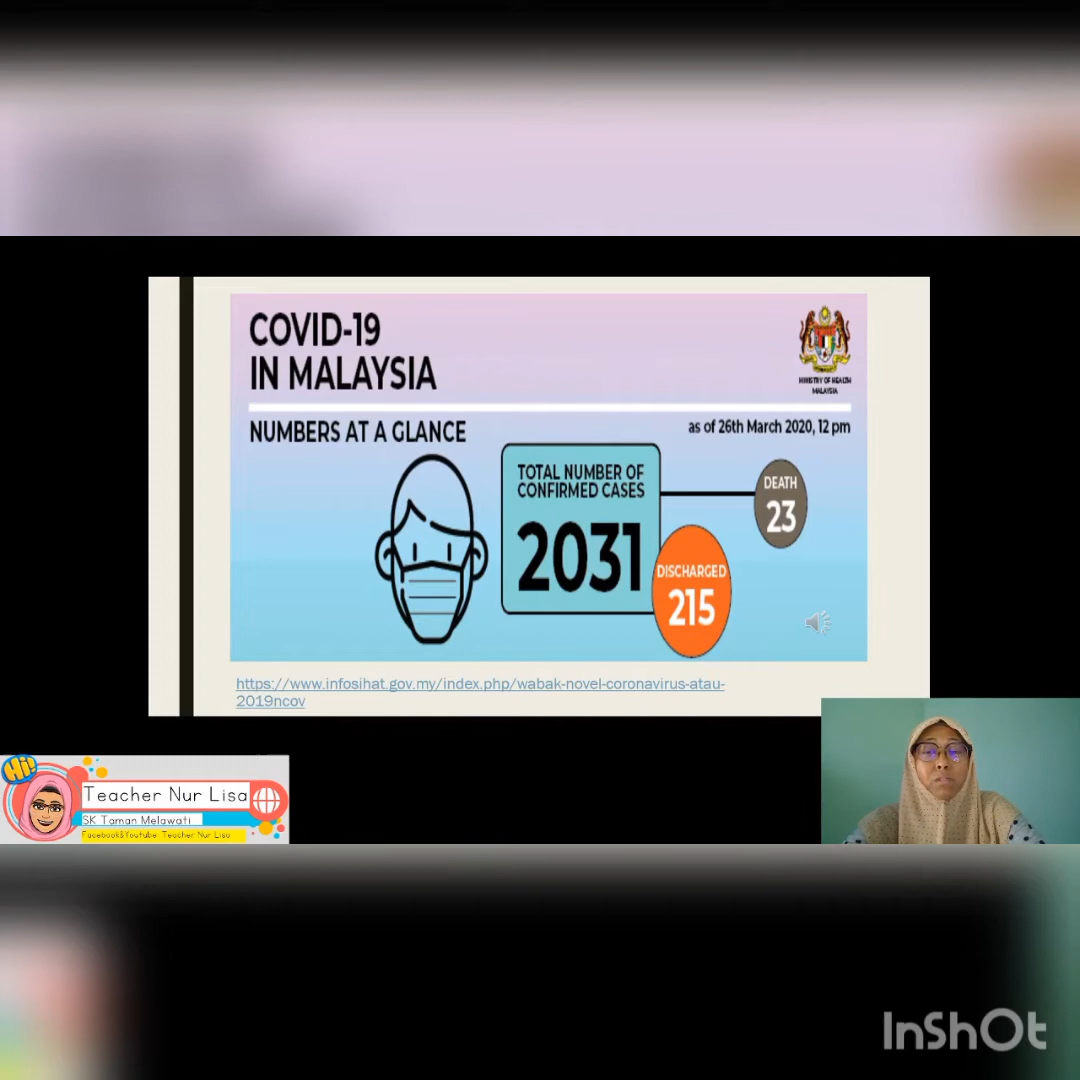 COVID-19
IN MALAYSIA
MINISTRY OF HEALTH
MALAYSIA
NUMBERS AT A GLANCE
as of 26th March 2020, 12 pm
TOTAL NUMBER OF
CONFIRMED CASES
2031
DEATH
23
DISCHARGED
215
https://www.infosihat.gov.my/index.php/wabak-novel-coronavirus-atau-
2019ncov
Hi!
Teacher Nur Lisa
SK Taman Melawati
Facebook&Youtube: Teacher Nur Lisa
InShOt